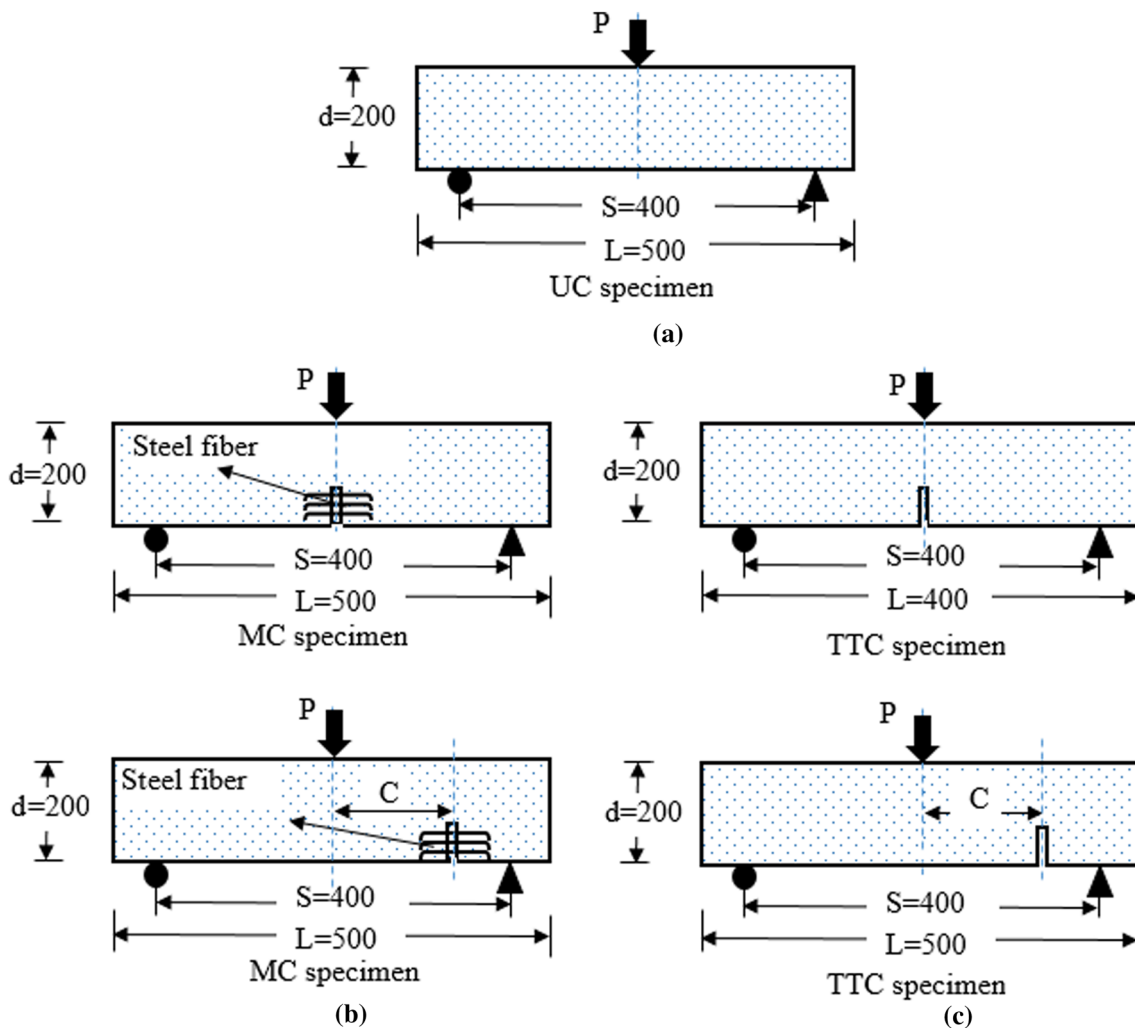 P
d=200
S=400
L=500
UC specimen
(a)
P
Steel fiber
d=200
S=400
L=500
MC specimen
P
d=200
S=400
L=400
TTC specimen
P
Steel fiber
C
d=200
S=400
L=500
MC specimen
(b)
P
C
d=200
S=400
L=500
TTC specimen
(c)